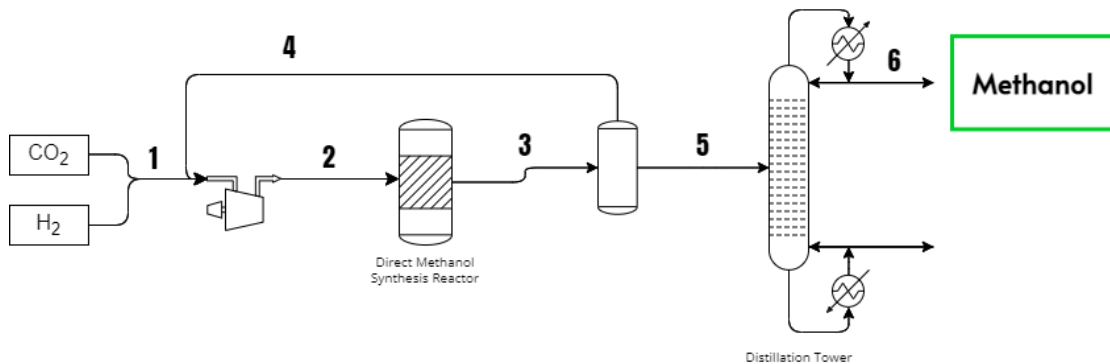 4
6
Methanol
CO₂
1
2
3
5
H₂
Direct Methanol
Synthesis Reactor
Distillation Tower